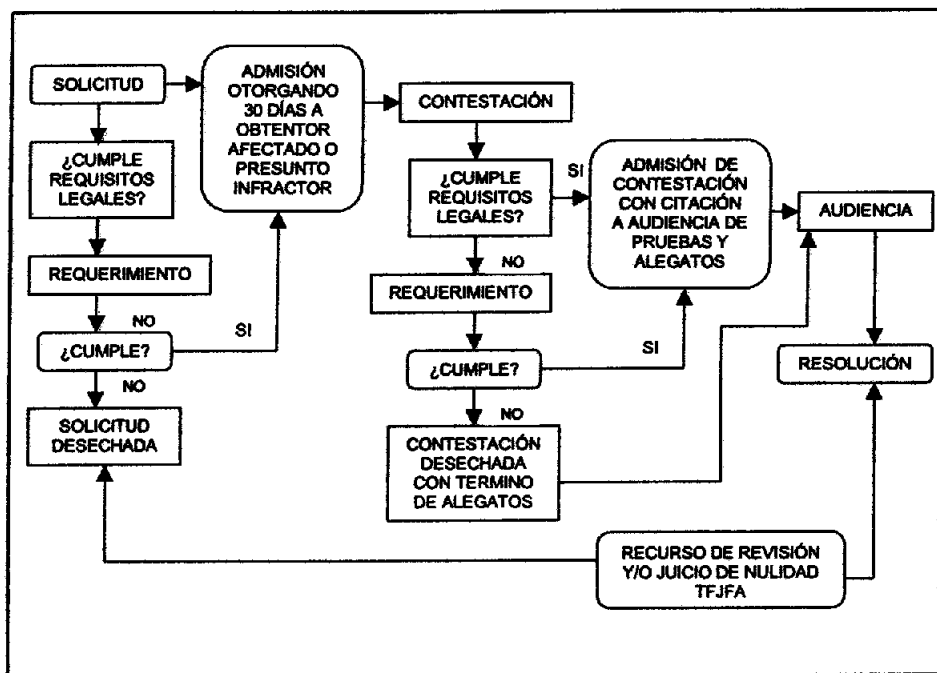 SOLICITUD
ADMISIÓN
OTORGANDO
30 DÍAS A
OBTENTOR
AFECTADO O
PRESUNTO
INFRACTOR
¿CUMPLE
REQUISITOS
LEGALES?
REQUERIMIENTO
NO
¿CUMPLE?
SI
NO
SOLICITUD
DESECHADA
CONTESTACIÓN
¿CUMPLE
REQUISITOS
LEGALES?
SI
NO
REQUERIMIENTO
¿CUMPLE?
SI
NO
CONTESTACIÓN
DESECHADA
CON TERMINO
DE ALEGATOS
ADMISIÓN DE
CONTESTACIÓN
CON CITACIÓN
A AUDIENCIA DE
PRUEBAS Y
ALEGATOS
AUDIENCIA
RESOLUCIÓN
RECURSO DE REVISIÓN
Y/O JUICIO DE NULIDAD
TFJFA